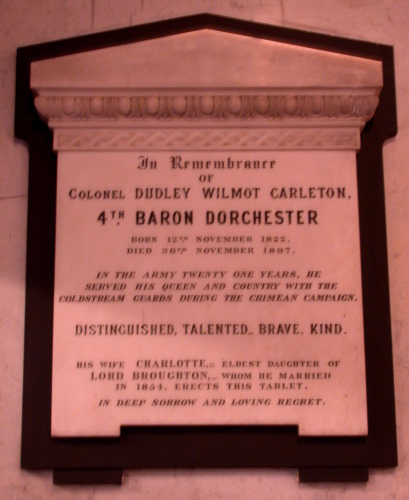 In Remembrance
OF
COLONEL DUDLEY WILMOT CARLETON,
4TH BARON DORCHESTER
BORN 12TH NOVEMBER 1822.
DIED 30TH NOVEMBER 1897.
IN THE ARMY TWENTY ONE YEARS, HE
SERVED HIS QUEEN AND COUNTRY WITH THE
COLDSTREAM GUARDS DURING THE CRIMEAN CAMPAIGN.
DISTINGUISHED, TALENTED, BRAVE, KIND.
HIS WIFE CHARLOTTE, ELDEST DAUGHTER OF
LORD BROUGHTON, WHOM HE MARRIED
IN 1854, ERECTS THIS TABLET,
IN DEEP SORROW AND LOVING REGRET.